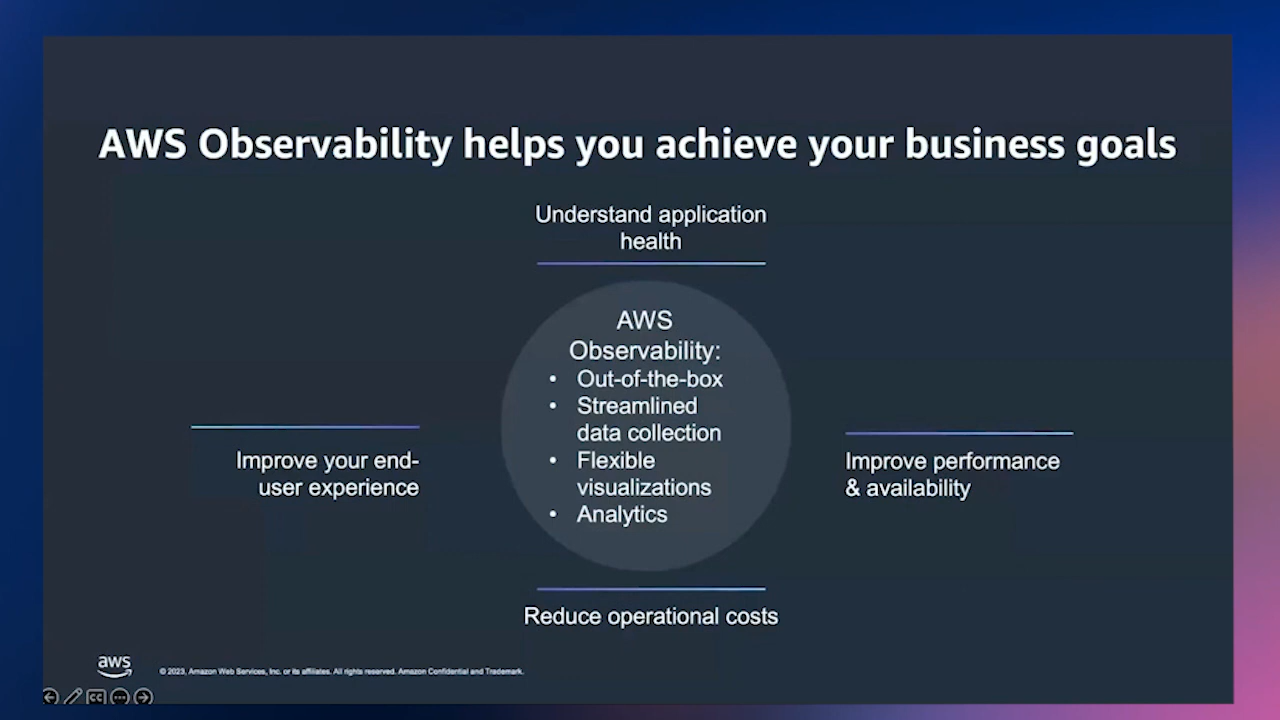 AWS Observability helps you achieve your business goals
Understand application
health
AWS
Observability:
• Out-of-the-box
• Streamlined
data collection
• Flexible
visualizations
• Analytics
Improve your end-
user experience
Improve performance
& availability
Reduce operational costs
aws
© 2023, Amazon Web Services, Inc. or its affiliates. All rights reserved. Amazon Confidential and Trademark.
CC